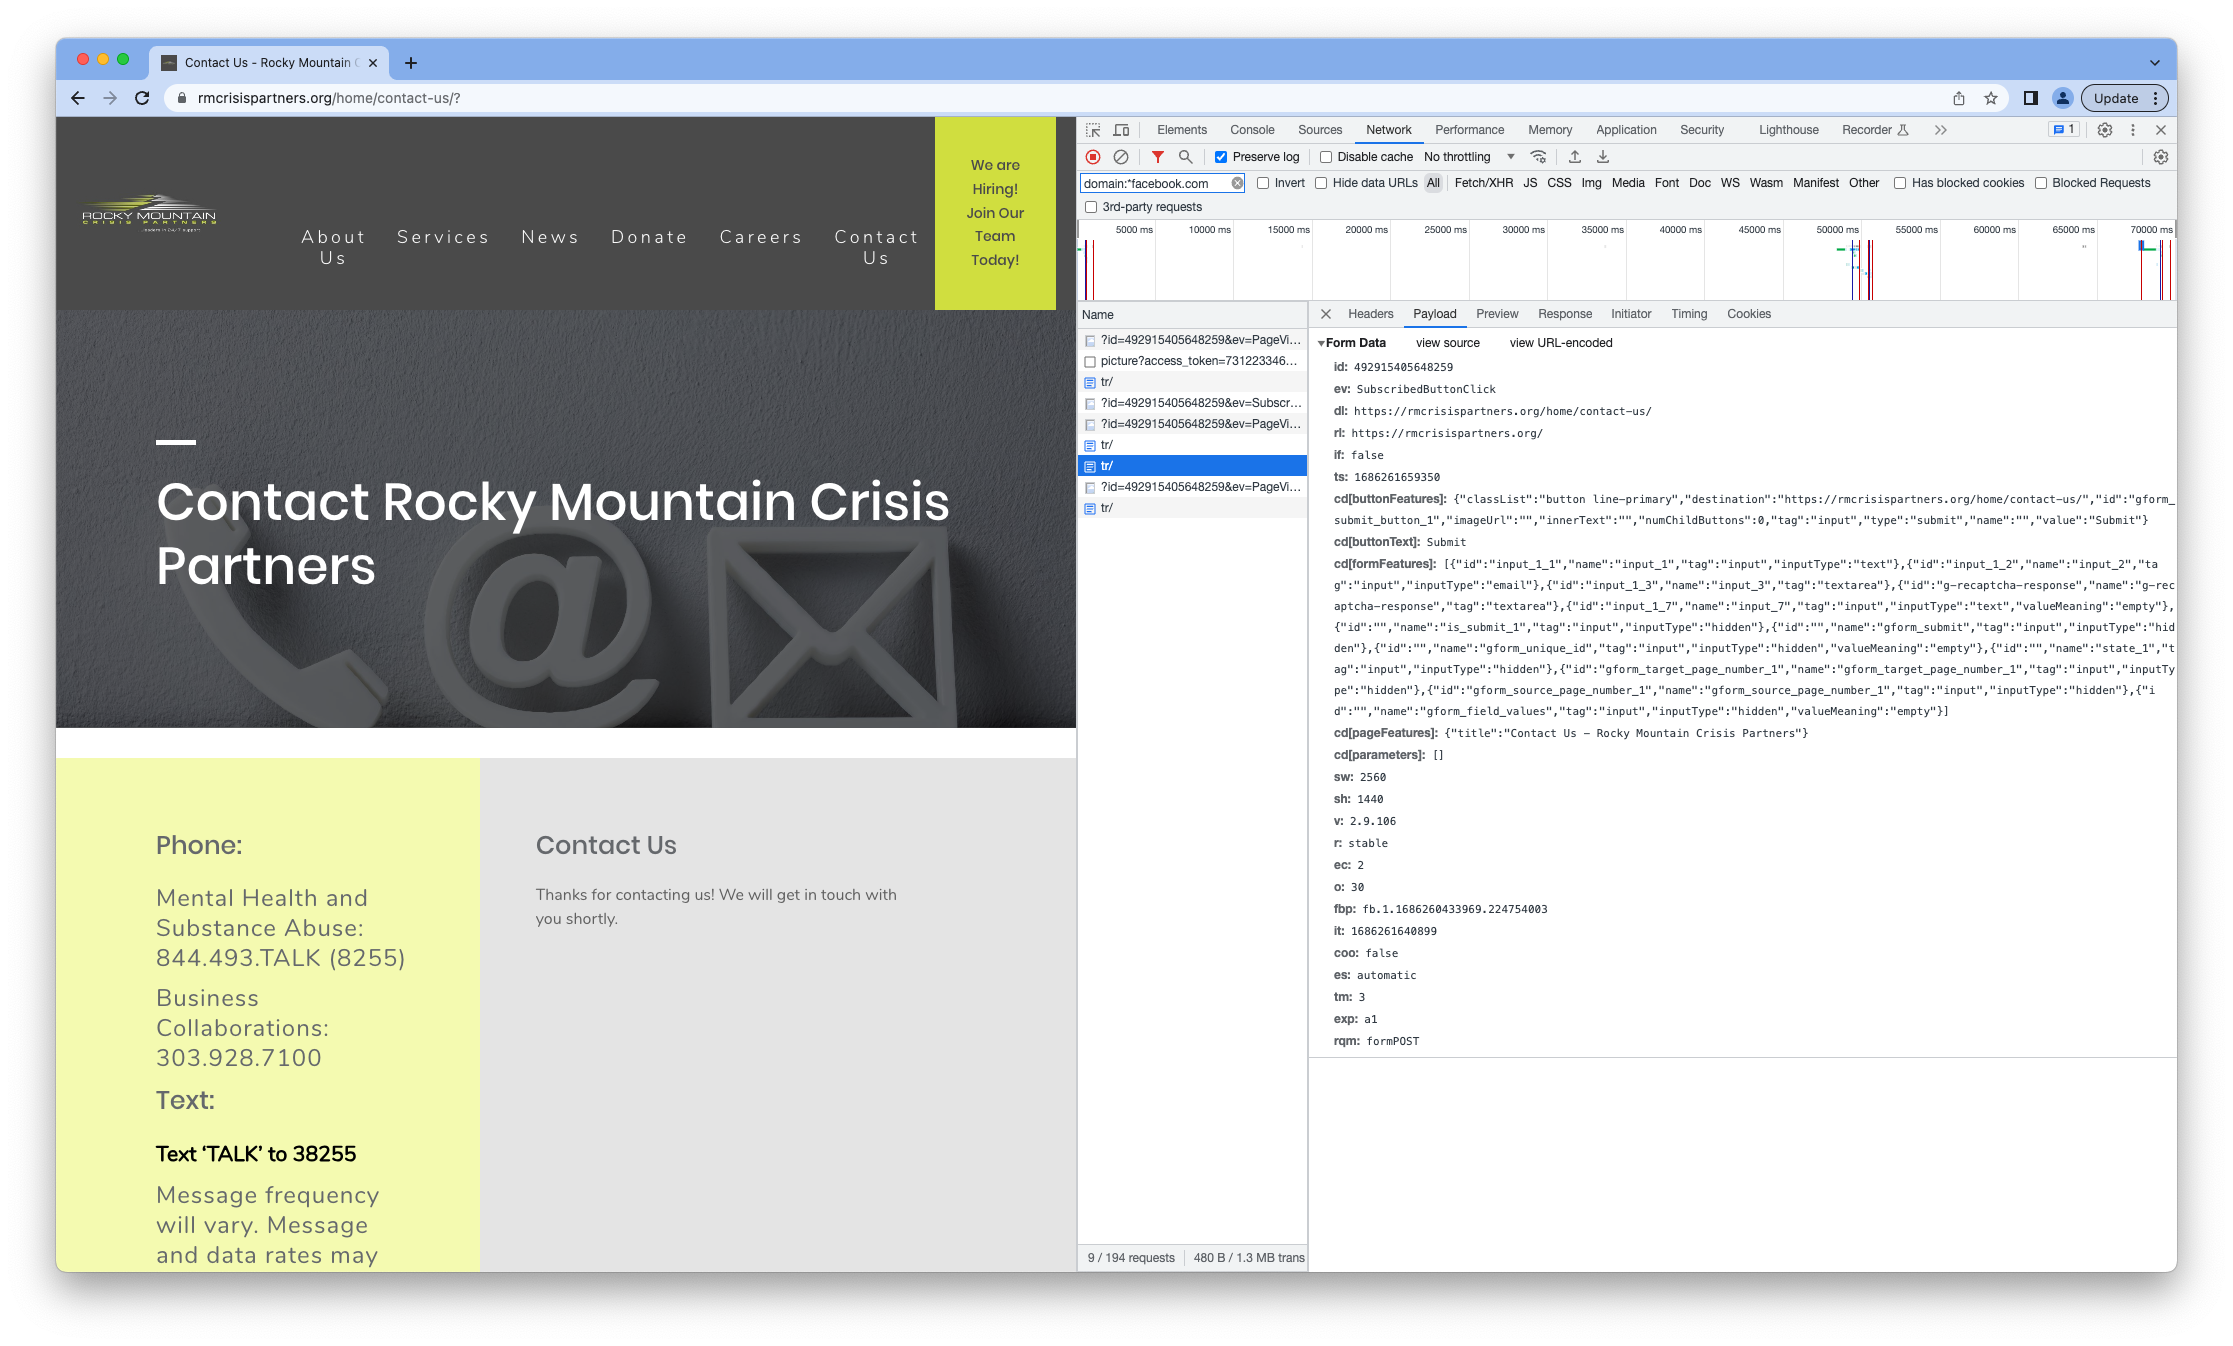 Contact Us - Rocky Mountain C
rmcrisispartners.org/home/contact-us/?
Update
ROCKY MOUNTAIN
CRISIS PARTNERS
leaders in 24/7 support
About Us
Services
News
Donate
Careers
Contact Us
We are
Hiring!
Join Our
Team
Today!
Contact Rocky Mountain Crisis
Partners
Phone:
Mental Health and
Substance Abuse:
844.493.TALK (8255)
Business
Collaborations:
303.928.7100
Text:
Text ‘TALK’ to 38255
Message frequency
will vary. Message
and data rates may
Contact Us
Thanks for contacting us! We will get in touch with
you shortly.
Elements Console Sources Network Performance Memory Application Security Lighthouse Recorder 1
Preserve log Disable cache No throttling
domain:*facebook.com Invert Hide data URLs All Fetch/XHR JS CSS Img Media Font Doc WS Wasm Manifest Other Has blocked cookies Blocked Requests
3rd-party requests
5000 ms 10000 ms 15000 ms 20000 ms 25000 ms 30000 ms 35000 ms 40000 ms 45000 ms 50000 ms 55000 ms 60000 ms 65000 ms 70000 ms
Name
?id=492915405648259&ev=PageVi...
picture?access_token=731223346...
tr/
?id=492915405648259&ev=Subscr...
?id=492915405648259&ev=PageVi...
tr/
tr/
?id=492915405648259&ev=PageVi...
tr/
9 / 194 requests 480 B / 1.3 MB trans
Headers Payload Preview Response Initiator Timing Cookies
Form Data view source view URL-encoded
id: 492915405648259
ev: SubscribedButtonClick
dl: https://rmcrisispartners.org/home/contact-us/
rl: https://rmcrisispartners.org/
if: false
ts: 1686261659350
cd[buttonFeatures]: {"classList":"button line-primary","destination":"https://rmcrisispartners.org/home/contact-us/","id":"gform_
submit_button_1","imageUrl":"","innerText":"","numChildButtons":0,"tag":"input","type":"submit","name":"","value":"Submit"}
cd[buttonText]: Submit
cd[formFeatures]: [{"id":"input_1_1","name":"input_1","tag":"input","inputType":"text"},{"id":"input_1_2","name":"input_2","ta
g":"input","inputType":"email"},{"id":"input_1_3","name":"input_3","tag":"textarea"},{"id":"g-recaptcha-response","name":"g-rec
aptcha-response","tag":"textarea"},{"id":"input_1_7","name":"input_7","tag":"input","inputType":"text","valueMeaning":"empty"},
{"id":"","name":"is_submit_1","tag":"input","inputType":"hidden"},{"id":"","name":"gform_submit","tag":"input","inputType":"hid
den"},{"id":"","name":"gform_unique_id","tag":"input","inputType":"hidden","valueMeaning":"empty"},{"id":"","name":"state_1","t
ag":"input","inputType":"hidden"},{"id":"gform_target_page_number_1","name":"gform_target_page_number_1","tag":"input","inputTy
pe":"hidden"},{"id":"gform_source_page_number_1","name":"gform_source_page_number_1","tag":"input","inputType":"hidden"},{"i
d":"","name":"gform_field_values","tag":"input","inputType":"hidden","valueMeaning":"empty"}]
cd[pageFeatures]: {"title":"Contact Us - Rocky Mountain Crisis Partners"}
cd[parameters]: []
sw: 2560
sh: 1440
v: 2.9.106
r: stable
ec: 2
o: 30
fbp: fb.1.1686260433969.224754003
it: 1686261640899
coo: false
es: automatic
tm: 3
exp: a1
rqm: formPOST